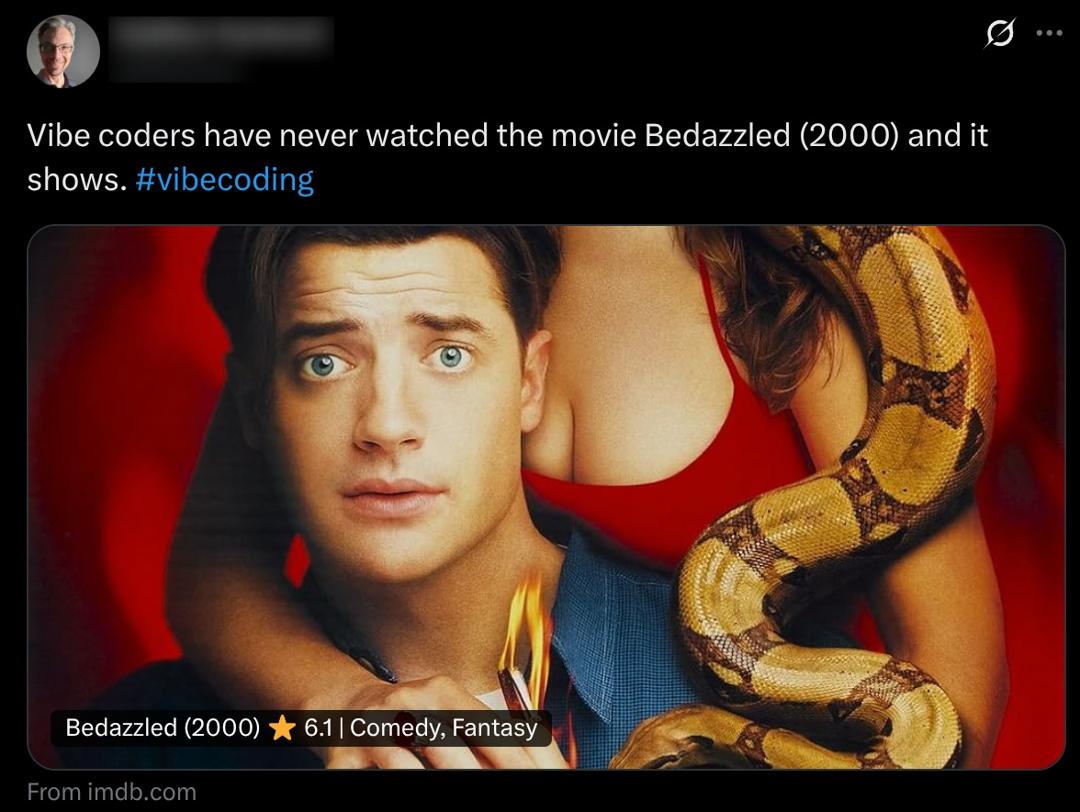 Vibe coders have never watched the movie Bedazzled (2000) and it
shows. #vibecoding
Bedazzled (2000) ⭐ 6.1 | Comedy, Fantasy
From imdb.com